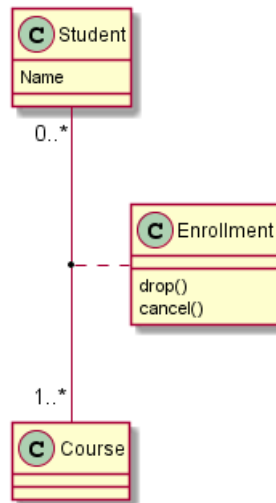 C Student
Name
0..*
C Enrollment
drop()
cancel()
1..*
C Course